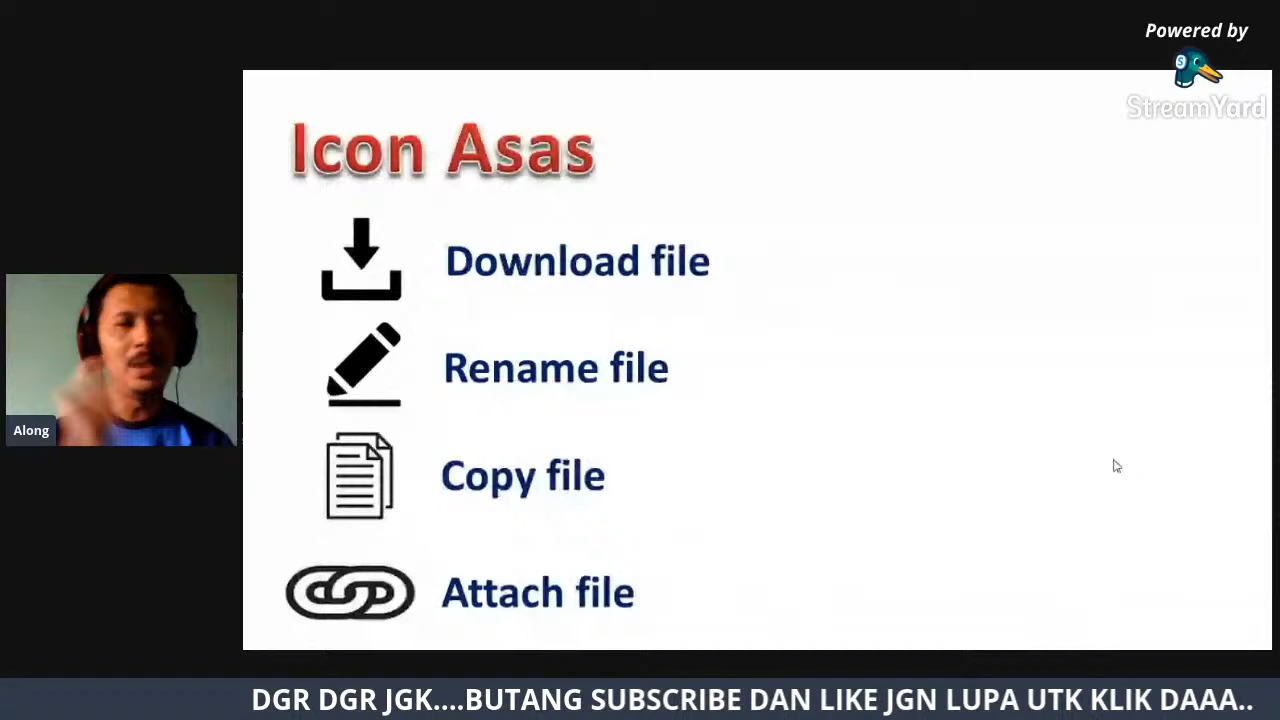 Powered by
StreamYard
Icon Asas
Download file
Rename file
Copy file
Attach file
Along
DGR DGR JGK....BUTANG SUBSCRIBE DAN LIKE JGN LUPA UTK KLIK DAAA..